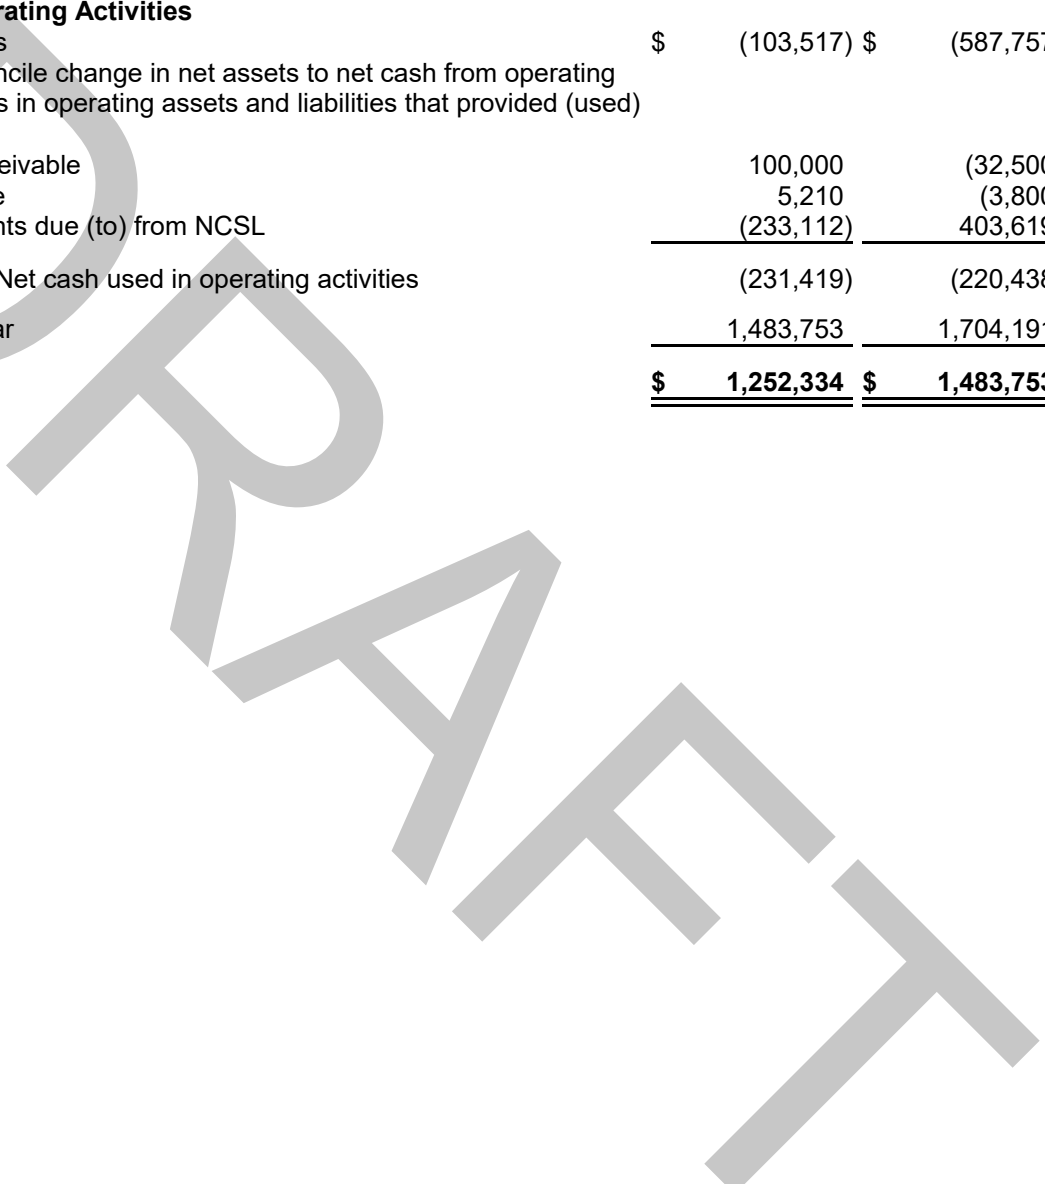 rating Activities
s $ (103,517) $ (587,757
ncile change in net assets to net cash from operating
s in operating assets and liabilities that provided (used)
eivable 100,000 (32,500
e 5,210 (3,800
nts due (to) from NCSL (233,112) 403,619
Net cash used in operating activities (231,419) (220,438
ar 1,483,753 1,704,191
$ 1,252,334 $ 1,483,753
DRAFT